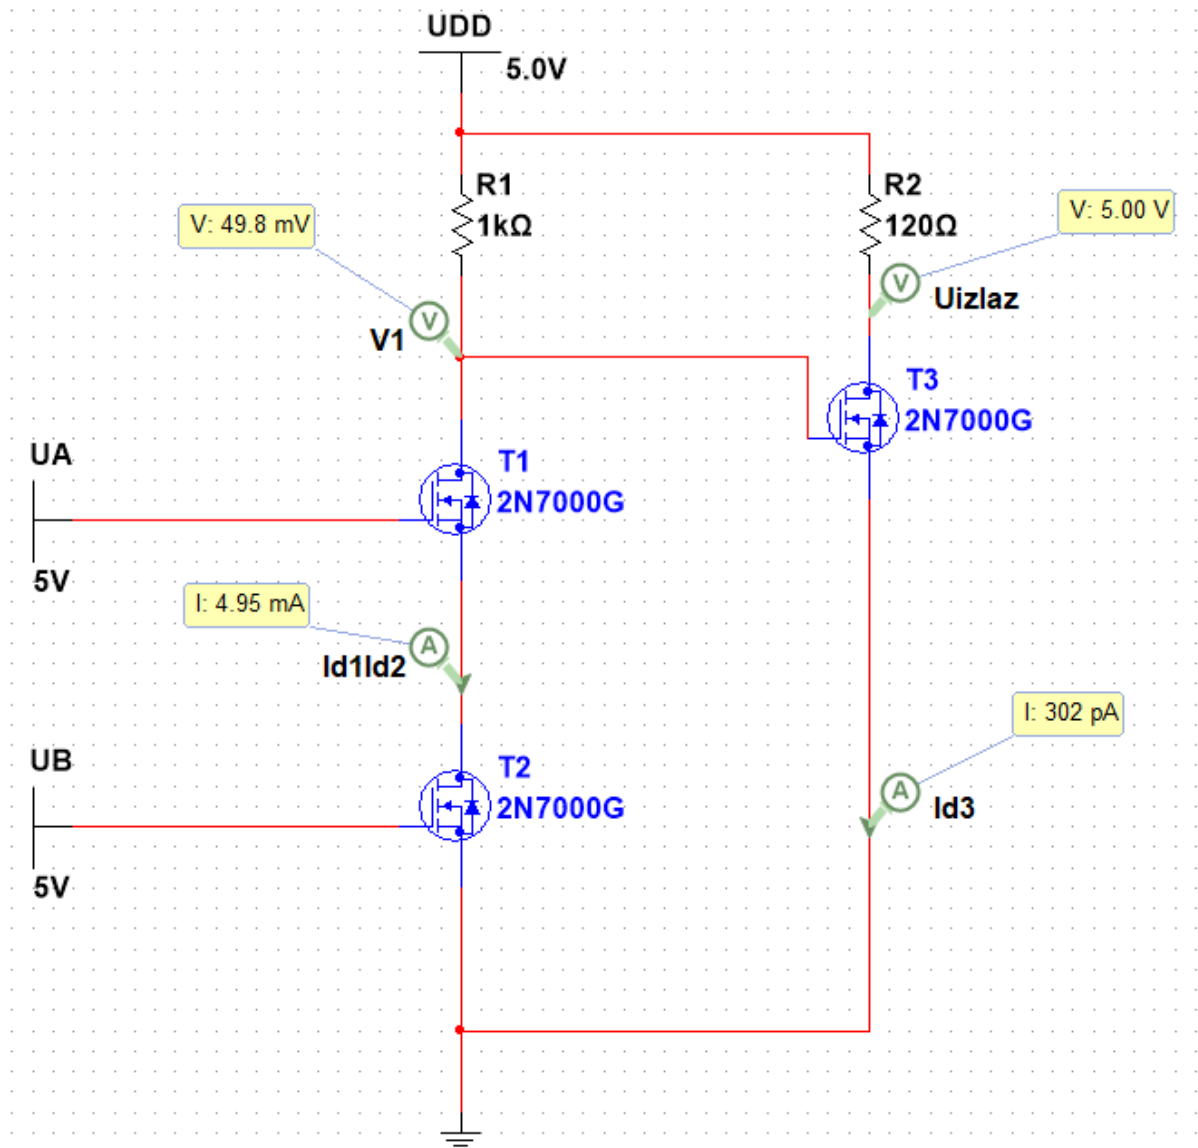 UDD
5.0V
R1
1kΩ
R2
120Ω
V: 49.8 mV
V: 5.00 V
V
Uizlaz
V
V1
T3
2N7000G
UA
T1
2N7000G
5V
I: 4.95 mA
A
Id1Id2
I: 302 pA
UB
T2
2N7000G
A
Id3
5V